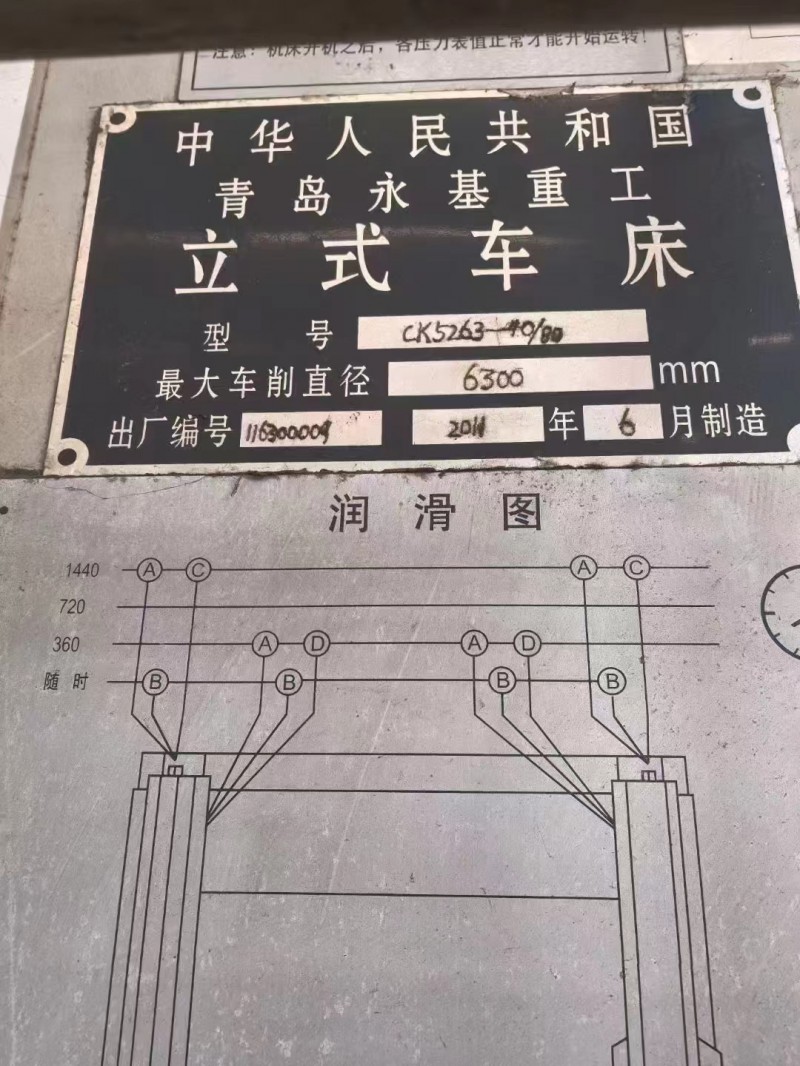 注意：机床开机之后，各压力表值正常才能开始运转！
中华人民共和国
青岛永基重工
立式车床
型号 CK5263-40/80
最大车削直径 6300 mm
出厂编号 116300009 2011 年 6 月制造
润滑图
1440 A C A C
720
360 A D A D
随时 B B B B